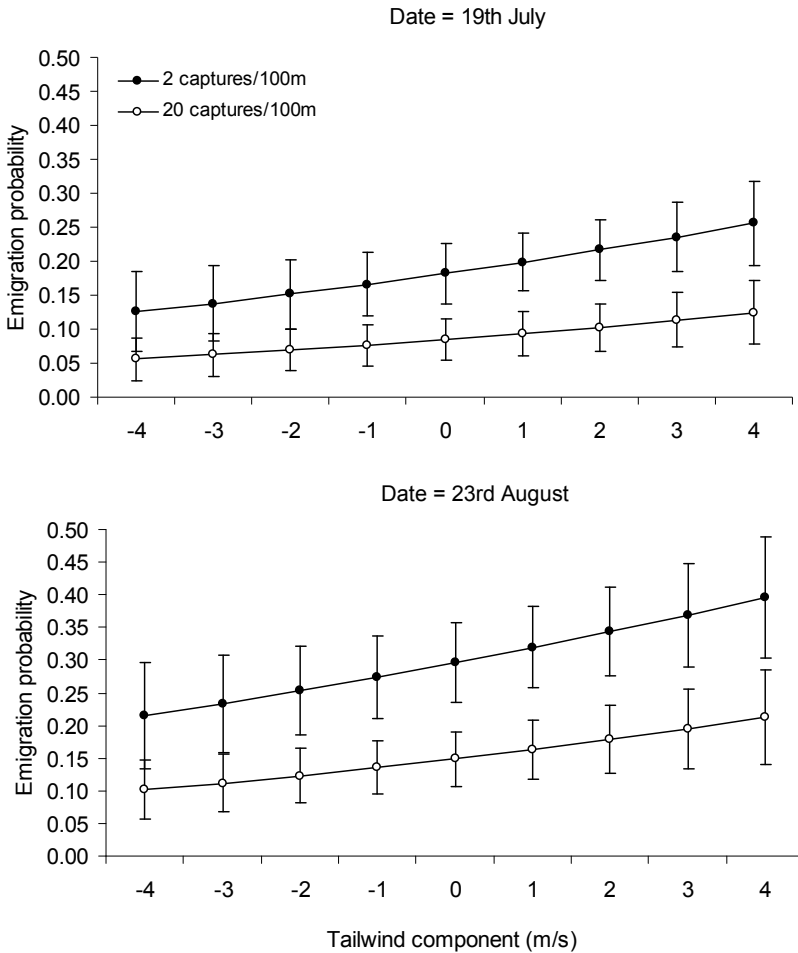 Date = 19th July
Emigration probability
0.50
0.45
0.40
0.35
0.30
0.25
0.20
0.15
0.10
0.05
0.00
2 captures/100m
20 captures/100m
-4 -3 -2 -1 0 1 2 3 4
Date = 23rd August
Emigration probability
0.50
0.45
0.40
0.35
0.30
0.25
0.20
0.15
0.10
0.05
0.00
-4 -3 -2 -1 0 1 2 3 4
Tailwind component (m/s)